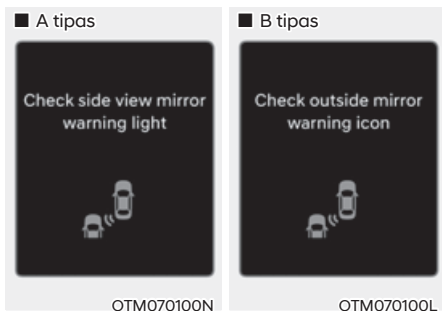 ■ A tipas
Check side view mirror
warning light
OTM070100N
■ B tipas
Check outside mirror
warning icon
OTM070100L